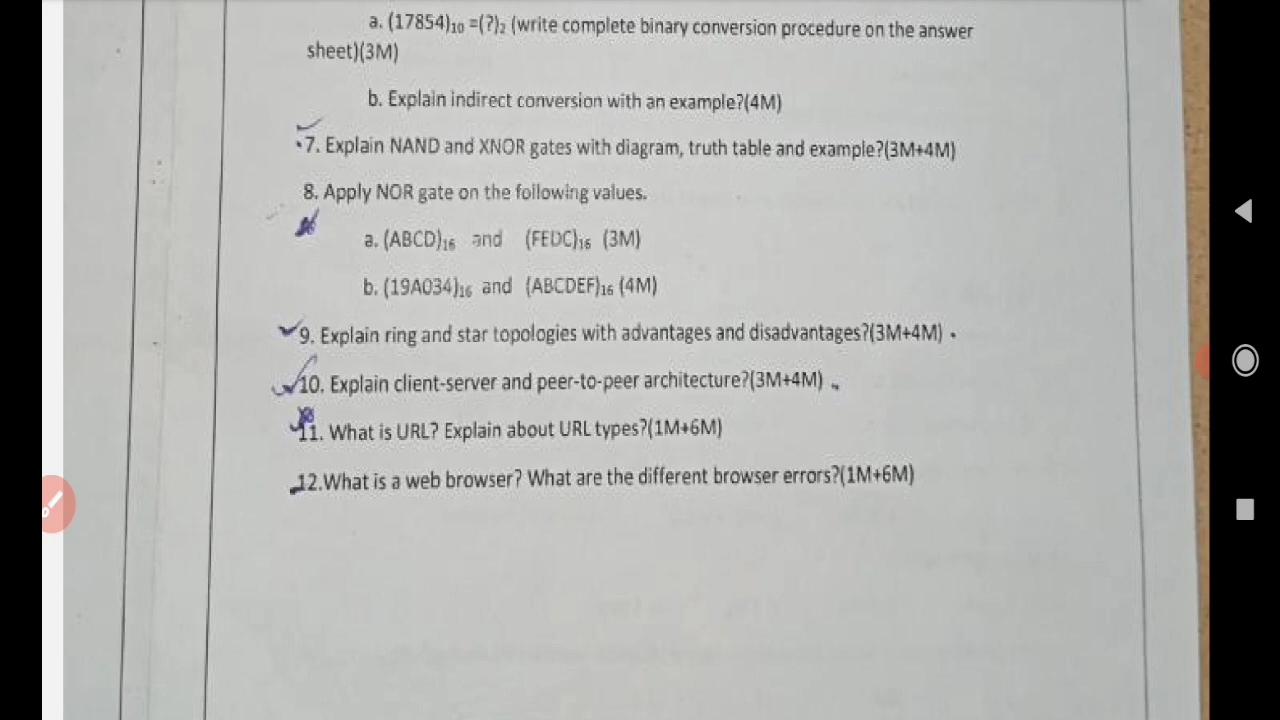 a. (17854)₁₀ =(?)₂ (write complete binary conversion procedure on the answer
sheet)(3M)
b. Explain indirect conversion with an example?(4M)
7. Explain NAND and XNOR gates with diagram, truth table and example?(3M+4M)
8. Apply NOR gate on the following values.
a. (ABCD)₁₆ and (FEDC)₁₆ (3M)
b. (19A034)₁₆ and (ABCDEF)₁₆ (4M)
9. Explain ring and star topologies with advantages and disadvantages?(3M+4M)
10. Explain client-server and peer-to-peer architecture?(3M+4M)
11. What is URL? Explain about URL types?(1M+6M)
12.What is a web browser? What are the different browser errors?(1M+6M)